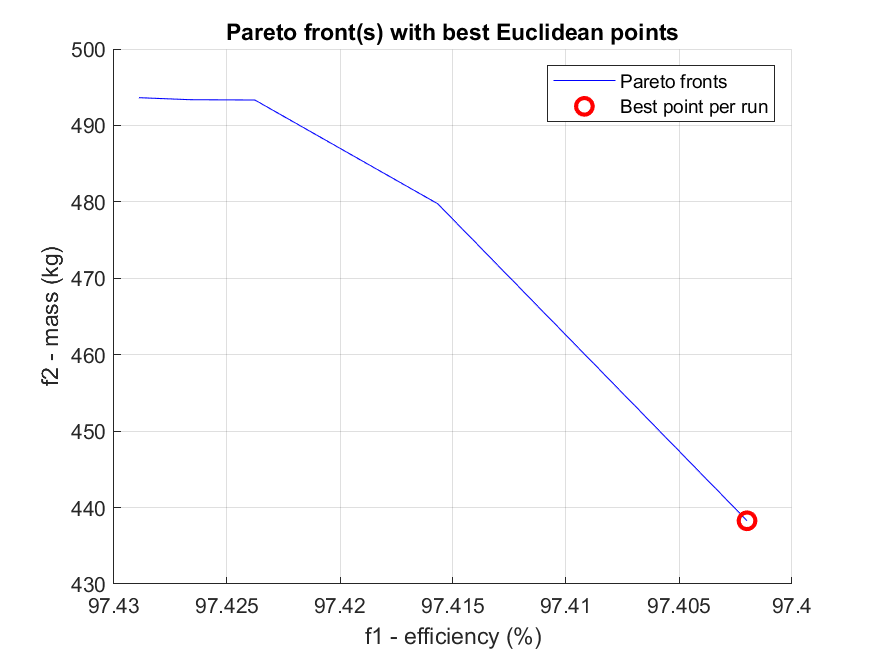 Pareto front(s) with best Euclidean points
500
490
480
470
460
450
440
430
f2 - mass (kg)
Pareto fronts
Best point per run
97.43 97.425 97.42 97.415 97.41 97.405 97.4
f1 - efficiency (%)